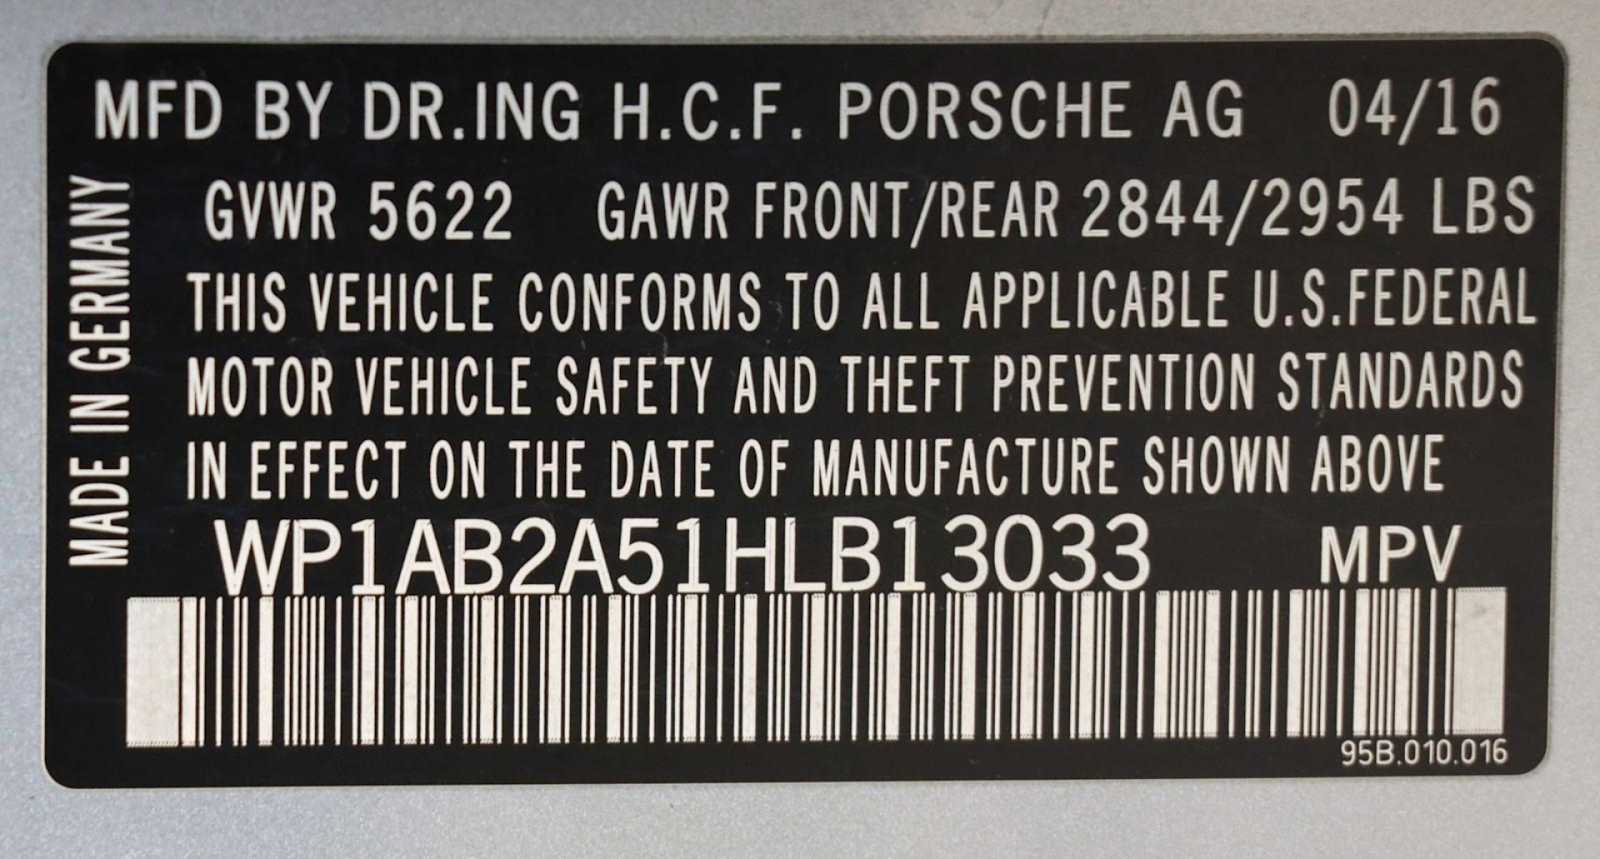 MFD BY DR.ING H.C.F. PORSCHE AG 04/16
MADE IN GERMANY
GVWR 5622 GAWR FRONT/REAR 2844/2954 LBS
THIS VEHICLE CONFORMS TO ALL APPLICABLE U.S.FEDERAL
MOTOR VEHICLE SAFETY AND THEFT PREVENTION STANDARDS
IN EFFECT ON THE DATE OF MANUFACTURE SHOWN ABOVE
WP1AB2A51HLB13033 MPV
95B.010.016